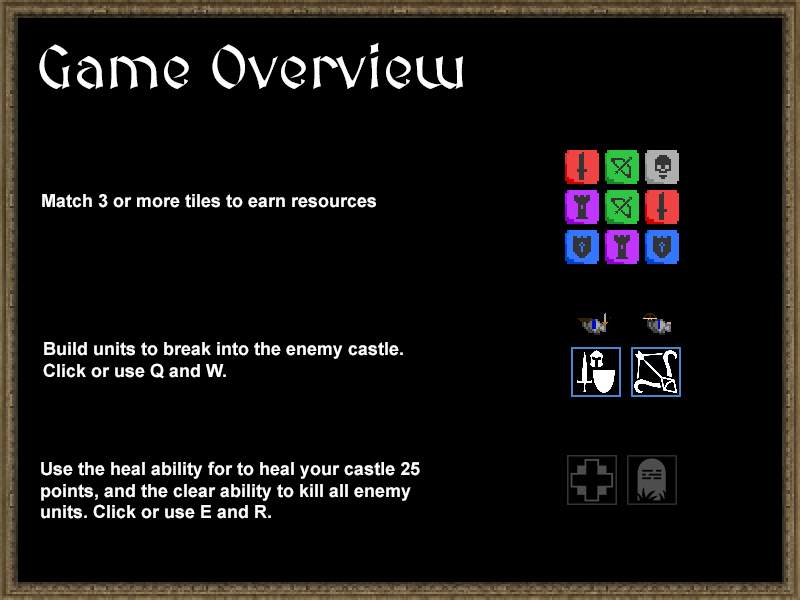 Game Overview
Match 3 or more tiles to earn resources
Build units to break into the enemy castle.
Click or use Q and W.
Use the heal ability for to heal your castle 25
points, and the clear ability to kill all enemy
units. Click or use E and R.